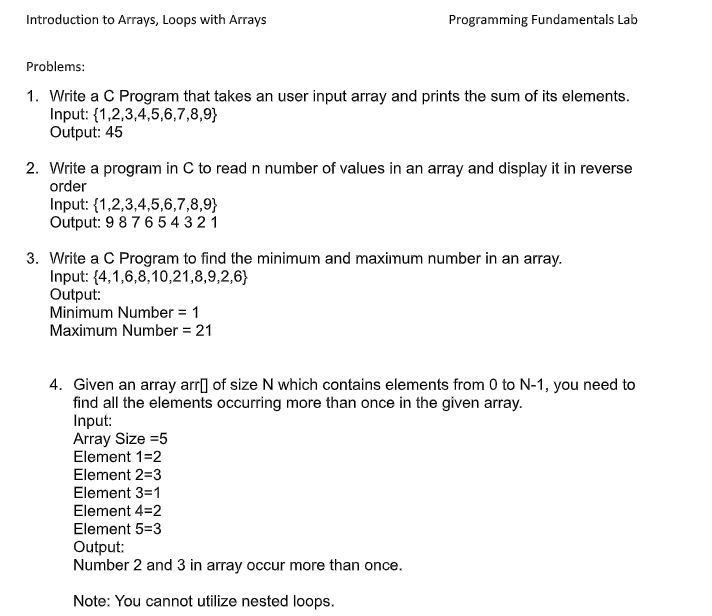 Introduction to Arrays, Loops with Arrays Programming Fundamentals Lab
Problems:
1. Write a C Program that takes an user input array and prints the sum of its elements.
Input: {1,2,3,4,5,6,7,8,9}
Output: 45
2. Write a program in C to read n number of values in an array and display it in reverse
order
Input: {1,2,3,4,5,6,7,8,9}
Output: 9 8 7 6 5 4 3 2 1
3. Write a C Program to find the minimum and maximum number in an array.
Input: {4,1,6,8,10,21,8,9,2,6}
Output:
Minimum Number = 1
Maximum Number = 21
4. Given an array arr[] of size N which contains elements from 0 to N-1, you need to
find all the elements occurring more than once in the given array.
Input:
Array Size =5
Element 1=2
Element 2=3
Element 3=1
Element 4=2
Element 5=3
Output:
Number 2 and 3 in array occur more than once.
Note: You cannot utilize nested loops.